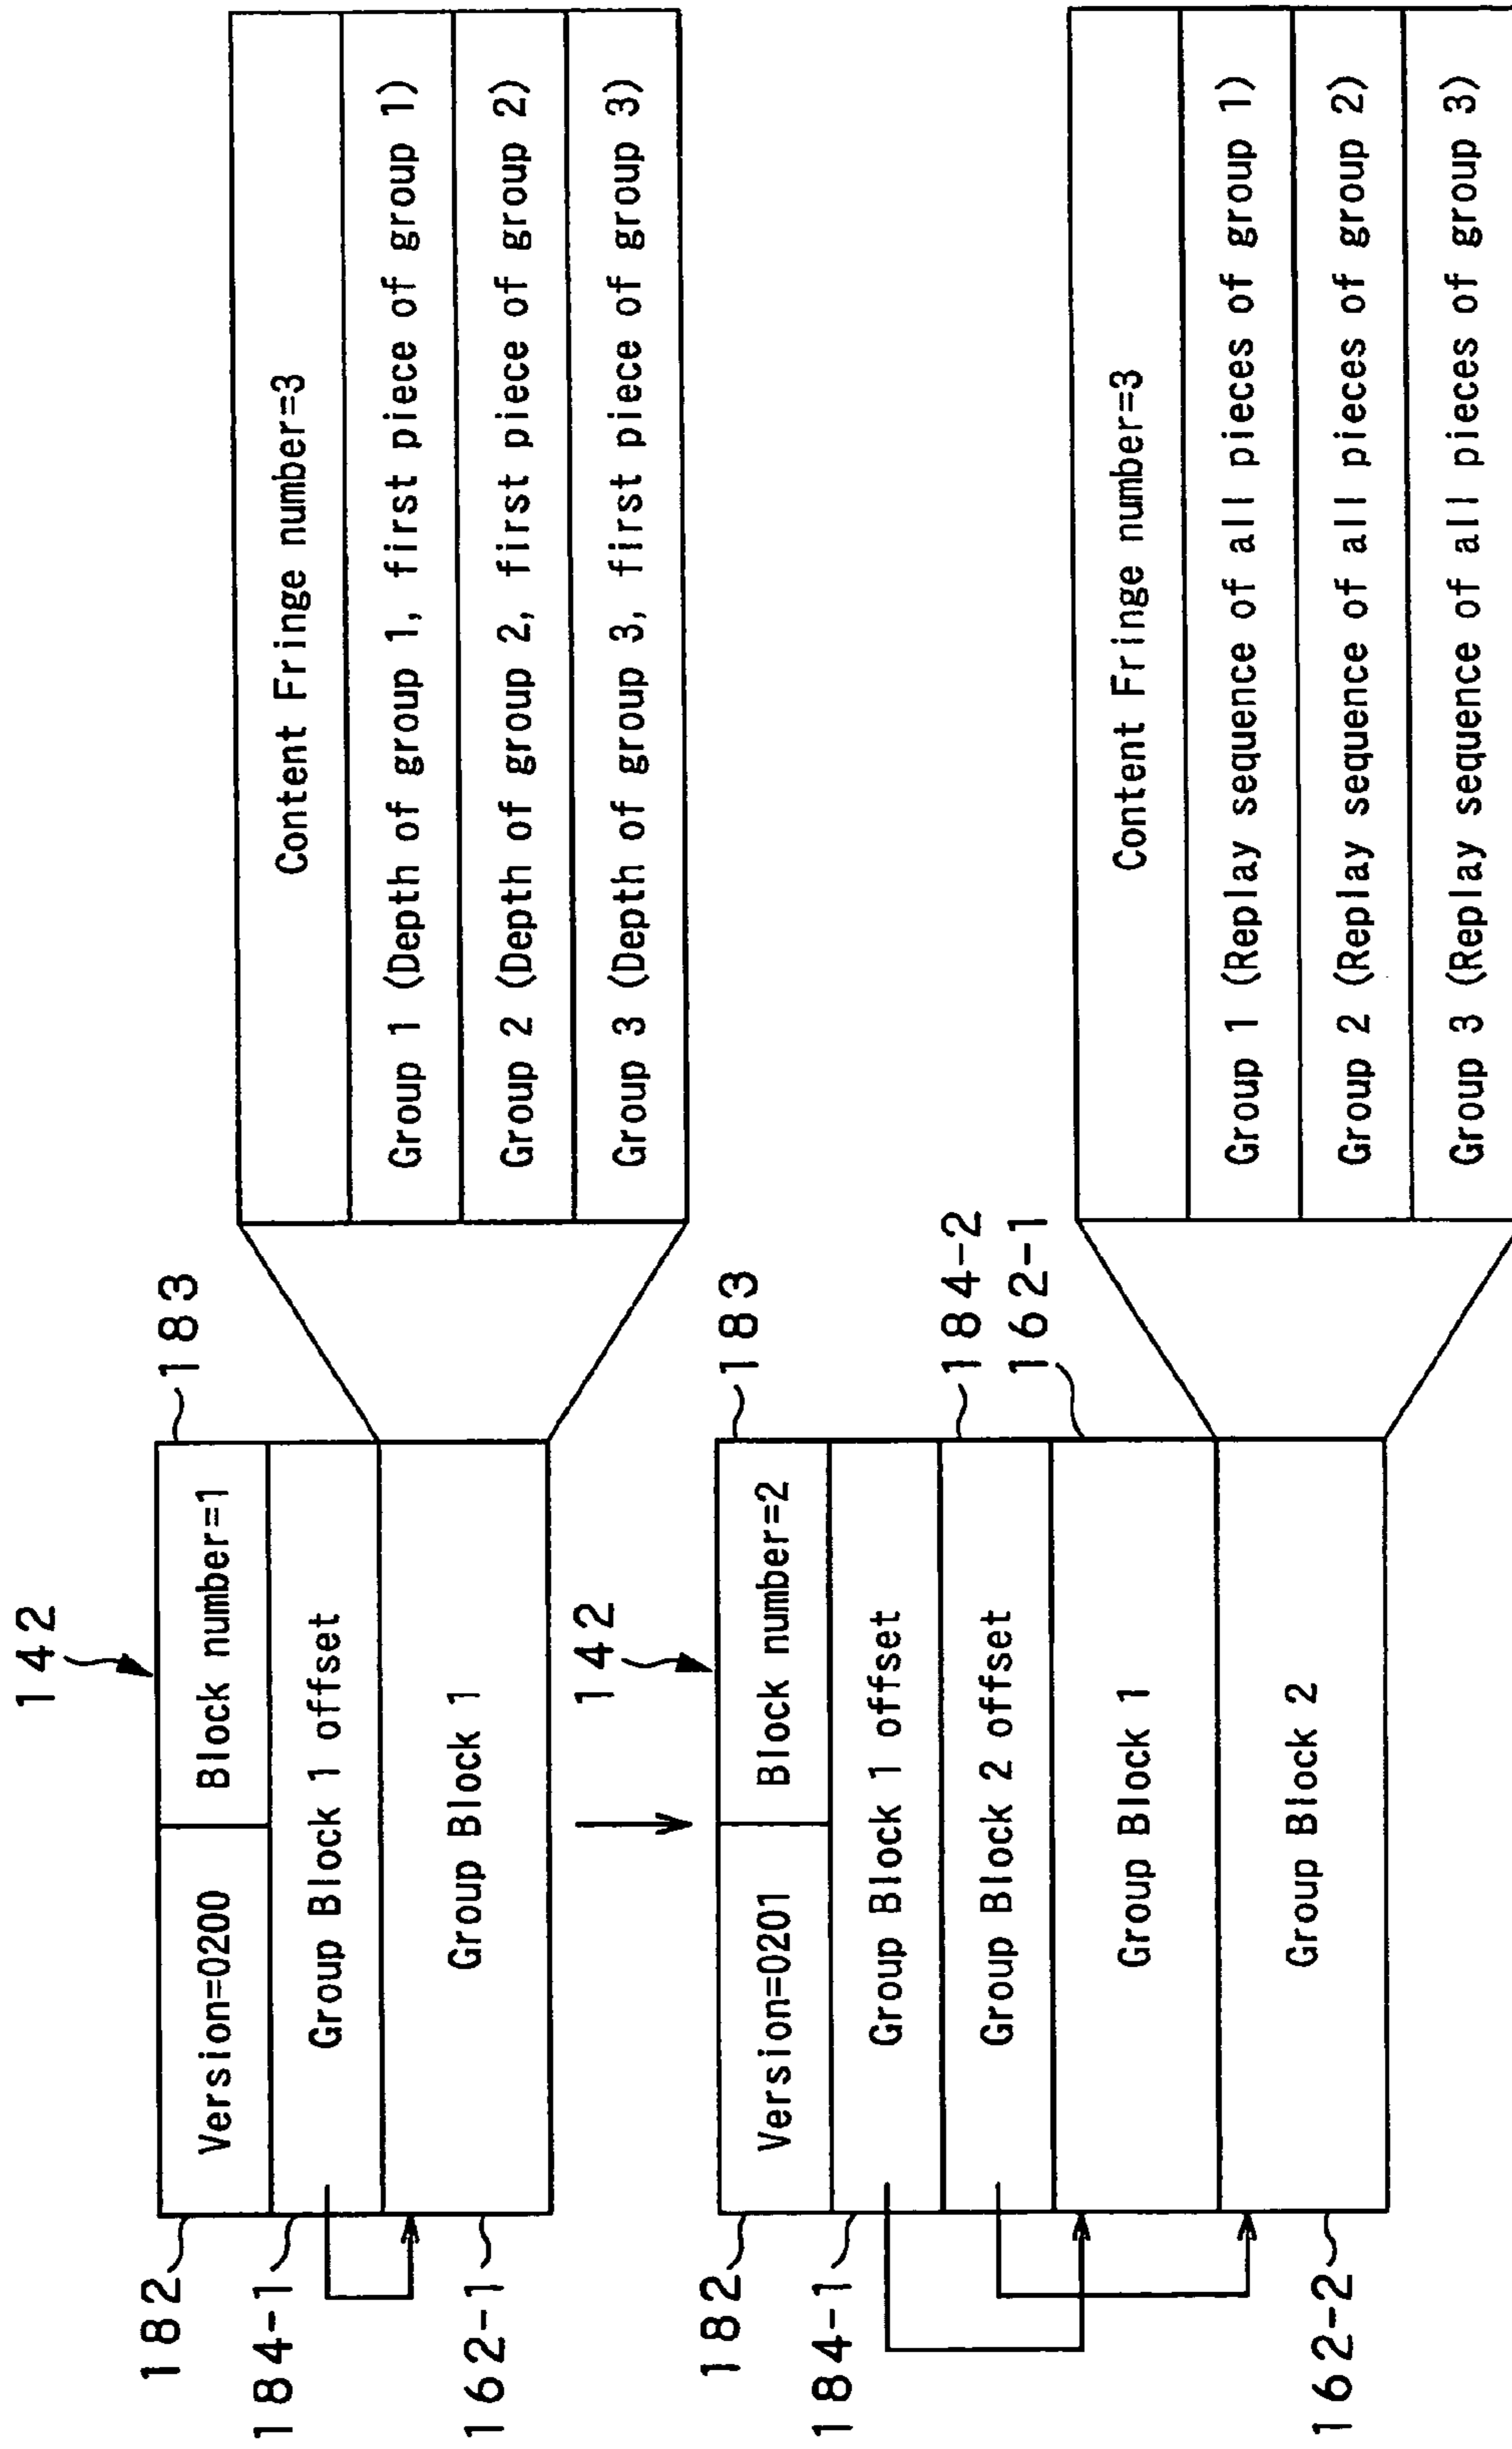 142
182
Version=0200
Block number=1
183
184-1
Group Block 1 offset
162-1
Group Block 1
Content Fringe number=3
Group 1 (Depth of group 1, first piece of group 1)
Group 2 (Depth of group 2, first piece of group 2)
Group 3 (Depth of group 3, first piece of group 3)
142
182
Version=0201
Block number=2
183
184-1
Group Block 1 offset
Group Block 2 offset
184-2
Group Block 1
162-1
162-2
Group Block 2
Content Fringe number=3
Group 1 (Replay sequence of all pieces of group 1)
Group 2 (Replay sequence of all pieces of group 2)
Group 3 (Replay sequence of all pieces of group 3)